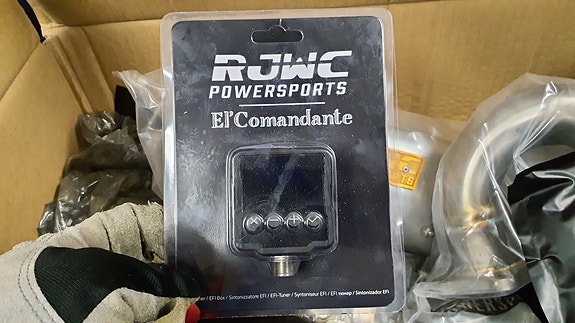 RJWC
POWERSPORTS
El'Comandante
/ EFI Box / Sintonizzatore EFI / EFI-Tuner / Syntoniseur EFI / EFI тюнер / Sintonizador EFI